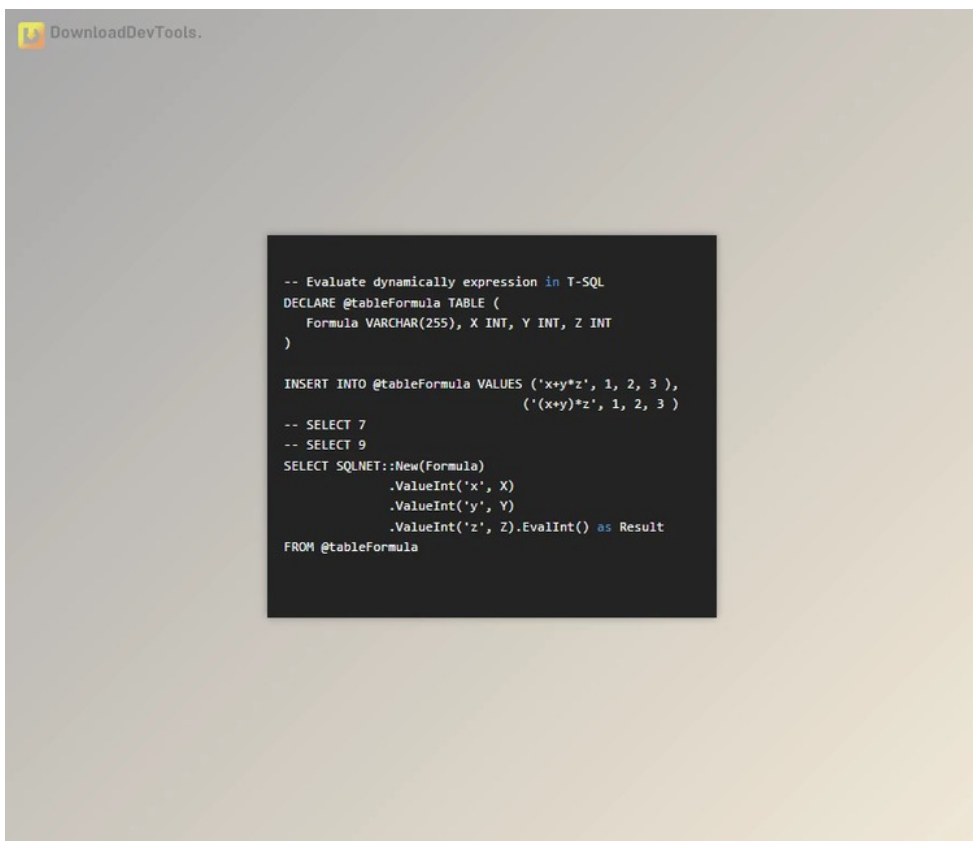 DownloadDevTools.
-- Evaluate dynamically expression in T-SQL
DECLARE @tableFormula TABLE (
   Formula VARCHAR(255), X INT, Y INT, Z INT
)
INSERT INTO @tableFormula VALUES ('x+y*z', 1, 2, 3 ),
                                ('(x+y)*z', 1, 2, 3 )
-- SELECT 7
-- SELECT 9
SELECT SQLNET::New(Formula)
              .ValueInt('x', X)
              .ValueInt('y', Y)
              .ValueInt('z', Z).EvalInt() as Result
FROM @tableFormula